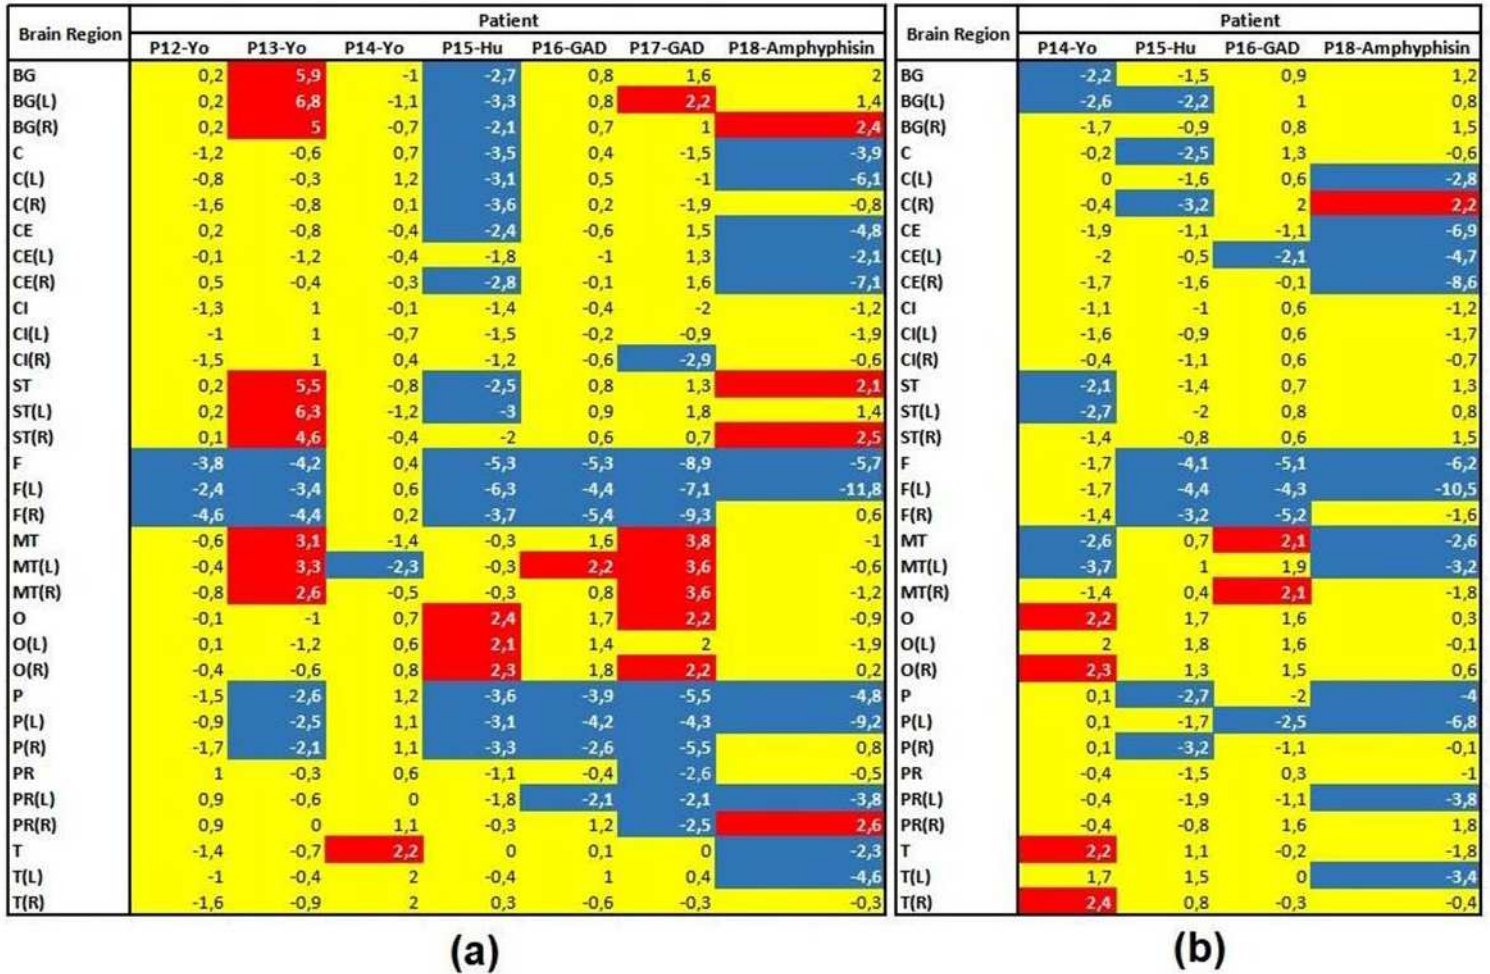 Brain Region Patient
P12-Yo P13-Yo P14-Yo P15-Hu P16-GAD P17-GAD P18-Amphyphisin
BG 0,2 5,9 -1 -2,7 0,8 1,6 2
BG(L) 0,2 6,8 -1,1 -3,3 0,8 2,2 1,4
BG(R) 0,2 5 -0,7 -2,1 0,7 1 2,4
C -1,2 -0,6 0,7 -3,5 0,4 -1,5 -3,9
C(L) -0,8 -0,3 1,2 -3,1 0,5 -1 -6,1
C(R) -1,6 -0,8 0,1 -3,6 0,2 -1,9 -0,8
CE 0,2 -0,8 -0,4 -2,4 -0,6 1,5 -4,8
CE(L) -0,1 -1,2 -0,4 -1,8 -1 1,3 -2,1
CE(R) 0,5 -0,4 -0,3 -2,8 -0,1 1,6 -7,1
CI -1,3 1 -0,1 -1,4 -0,4 -2 -1,2
CI(L) -1 1 -0,7 -1,5 -0,2 -0,9 -1,9
CI(R) -1,5 1 0,4 -1,2 -0,6 -2,9 -0,6
ST 0,2 5,5 -0,8 -2,5 0,8 1,3 2,1
ST(L) 0,2 6,3 -1,2 -3 0,9 1,8 1,4
ST(R) 0,1 4,6 -0,4 -2 0,6 0,7 2,5
F -3,8 -4,2 0,4 -5,3 -5,3 -8,9 -5,7
F(L) -2,4 -3,4 0,6 -6,3 -4,4 -7,1 -11,8
F(R) -4,6 -4,4 0,2 -3,7 -5,4 -9,3 0,6
MT -0,6 3,1 -1,4 -0,3 1,6 3,8 -1
MT(L) -0,4 3,3 -2,3 -0,3 2,2 3,6 -0,6
MT(R) -0,8 2,6 -0,5 -0,3 0,8 3,6 -1,2
O -0,1 -1 0,7 2,4 1,7 2,2 -0,9
O(L) 0,1 -1,2 0,6 2,1 1,4 2 -1,9
O(R) -0,4 -0,6 0,8 2,3 1,8 2,2 0,2
P -1,5 -2,6 1,2 -3,6 -3,9 -5,5 -4,8
P(L) -0,9 -2,5 1,1 -3,1 -4,2 -4,3 -9,2
P(R) -1,7 -2,1 1,1 -3,3 -2,6 -5,5 0,8
PR 1 -0,3 0,6 -1,1 -0,4 -2,6 -0,5
PR(L) 0,9 -0,6 0 -1,8 -2,1 -2,1 -3,8
PR(R) 0,9 0 1,1 -0,3 1,2 -2,5 2,6
T -1,4 -0,7 2,2 0 0,1 0 -2,3
T(L) -1 -0,4 2 -0,4 1 0,4 -4,6
T(R) -1,6 -0,9 2 0,3 -0,6 -0,3 -0,3
(a)
Brain Region Patient
P14-Yo P15-Hu P16-GAD P18-Amphyphisin
BG -2,2 -1,5 0,9 1,2
BG(L) -2,6 -2,2 1 0,8
BG(R) -1,7 -0,9 0,8 1,5
C -0,2 -2,5 1,3 -0,6
C(L) 0 -1,6 0,6 -2,8
C(R) -0,4 -3,2 2 2,2
CE -1,9 -1,1 -1,1 -6,9
CE(L) -2 -0,5 -2,1 -4,7
CE(R) -1,7 -1,6 -0,1 -8,6
CI -1,1 -1 0,6 -1,2
CI(L) -1,6 -0,9 0,6 -1,7
CI(R) -0,4 -1,1 0,6 -0,7
ST -2,1 -1,4 0,7 1,3
ST(L) -2,7 -2 0,8 0,8
ST(R) -1,4 -0,8 0,6 1,5
F -1,7 -4,1 -5,1 -6,2
F(L) -1,7 -4,4 -4,3 -10,5
F(R) -1,4 -3,2 -5,2 -1,6
MT -2,6 0,7 2,1 -2,6
MT(L) -3,7 1 1,9 -3,2
MT(R) -1,4 0,4 2,1 -1,8
O 2,2 1,7 1,6 0,3
O(L) 2 1,8 1,6 -0,1
O(R) 2,3 1,3 1,5 0,6
P 0,1 -2,7 -2 -4
P(L) 0,1 -1,7 -2,5 -6,8
P(R) 0,1 -3,2 -1,1 -0,1
PR -0,4 -1,5 0,3 -1
PR(L) -0,4 -1,9 -1,1 -3,8
PR(R) -0,4 -0,8 1,6 1,8
T 2,2 1,1 -0,2 -1,8
T(L) 1,7 1,5 0 -3,4
T(R) 2,4 0,8 -0,3 -0,4
(b)